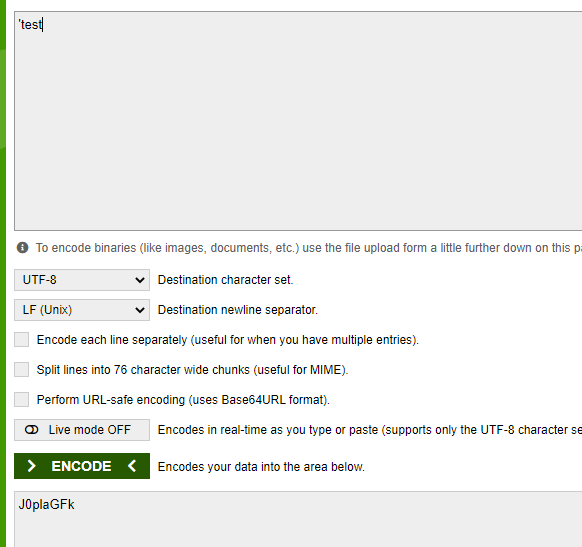 'test
To encode binaries (like images, documents, etc.) use the file upload form a little further down on this pa
UTF-8 Destination character set.
LF (Unix) Destination newline separator.
Encode each line separately (useful for when you have multiple entries).
Split lines into 76 character wide chunks (useful for MIME).
Perform URL-safe encoding (uses Base64URL format).
Live mode OFF Encodes in real-time as you type or paste (supports only the UTF-8 character se
> ENCODE < Encodes your data into the area below.
J0plaGFk